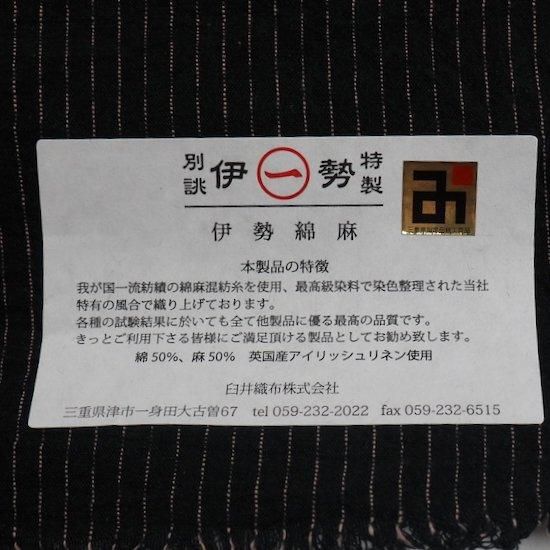 別誂 伊 一 勢 特製
伊勢綿麻
本製品の特徴
我が国一流紡績の綿麻混紡糸を使用、最高級染料で染色整理された当社
特有の風合で織り上げております。
各種の試験結果に於いても全て他製品に優る最高の品質です。
きっとご利用下さる皆様にご満足頂ける製品としてお勧め致します。
綿50%、麻50% 英国産アイリッシュリネン使用
臼井織布株式会社
三重県津市一身田大古曽67 tel 059-232-2022 fax 059-232-6515